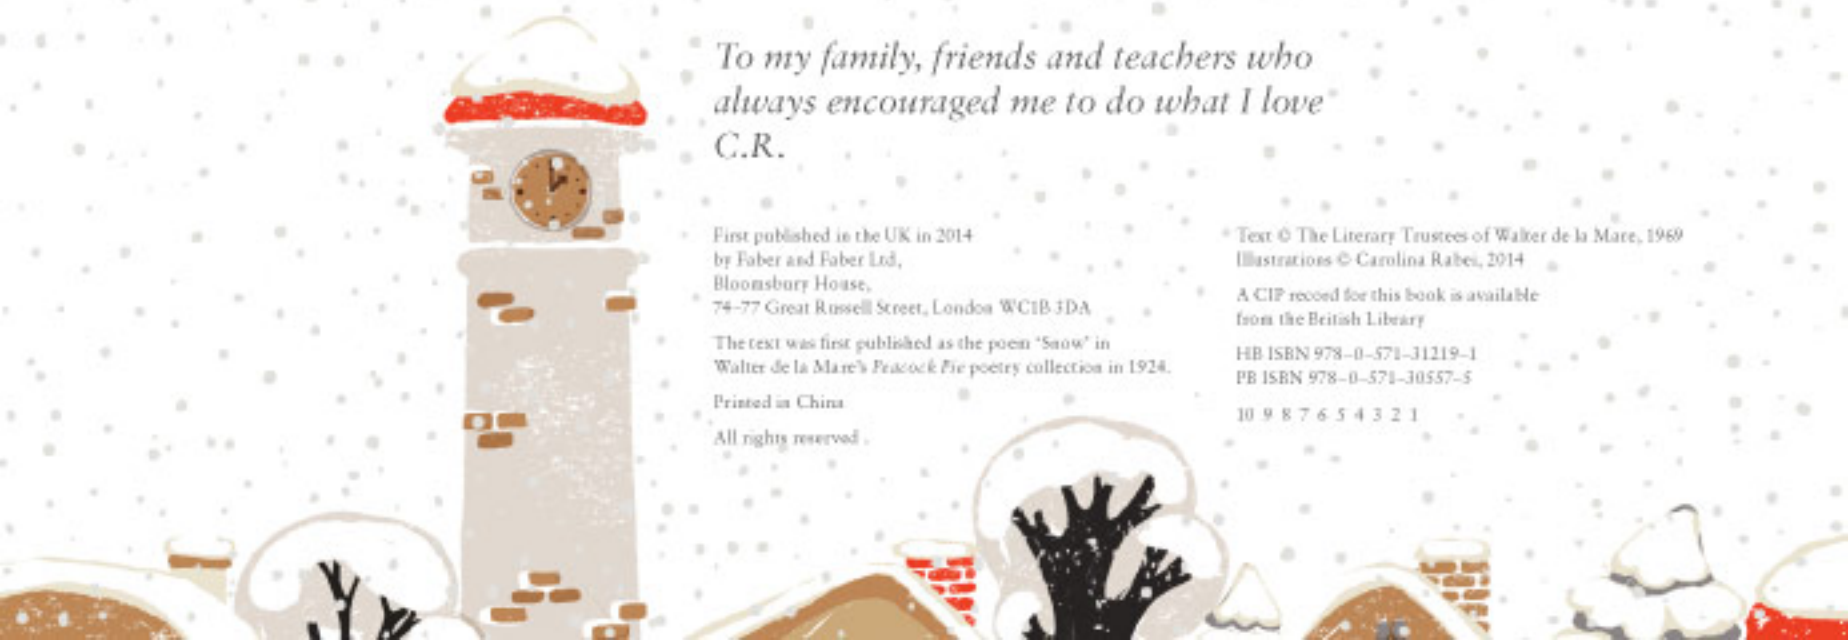 To my family, friends and teachers who
always encouraged me to do what I love
C.R.
First published in the UK in 2014
by Faber and Faber Ltd,
Bloomsbury House,
74–77 Great Russell Street, London WC1B 3DA
The text was first published as the poem ‘Snow’ in
Walter de la Mare’s Peacock Pie poetry collection in 1924.
Printed in China
All rights reserved .
Text © The Literary Trustees of Walter de la Mare, 1969
Illustrations © Carolina Rabei, 2014
A CIP record for this book is available
from the British Library
HB ISBN 978–0–571–31219–1
PB ISBN 978–0–571–30557–5
10 9 8 7 6 5 4 3 2 1